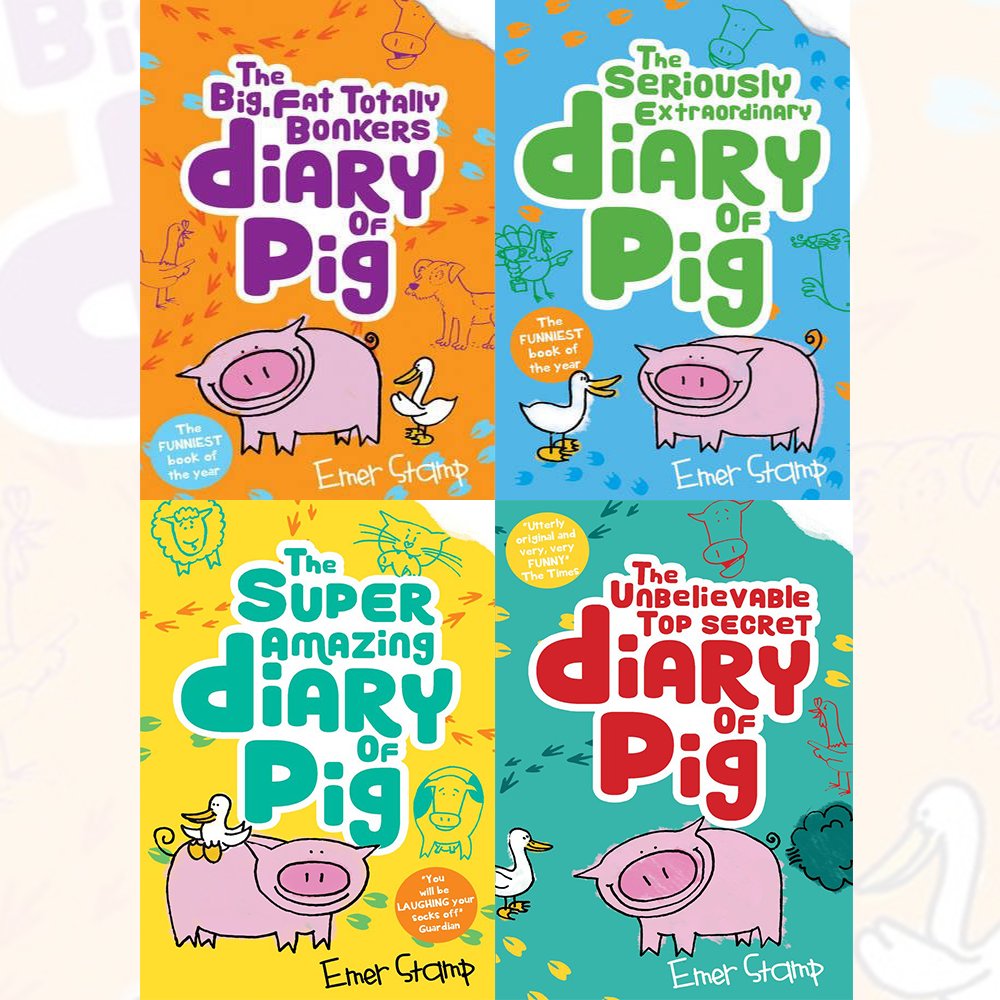 The
Big, Fat Totally
Bonkers
diary
of
Pig
The
FUNNIEST
book of
the year
Emer Stamp
The
Seriously
Extraordinary
diary
of
Pig
The
FUNNIEST
book of
the year
Emer Stamp
The
Super
Amazing
diary
of
Pig
"You
will be
LAUGHING your
socks off"
Guardian
Emer Stamp
"Utterly
original and
very, very
FUNNY"
The Times
The
Unbelievable
Top Secret
diary
of
Pig
Emer Stamp